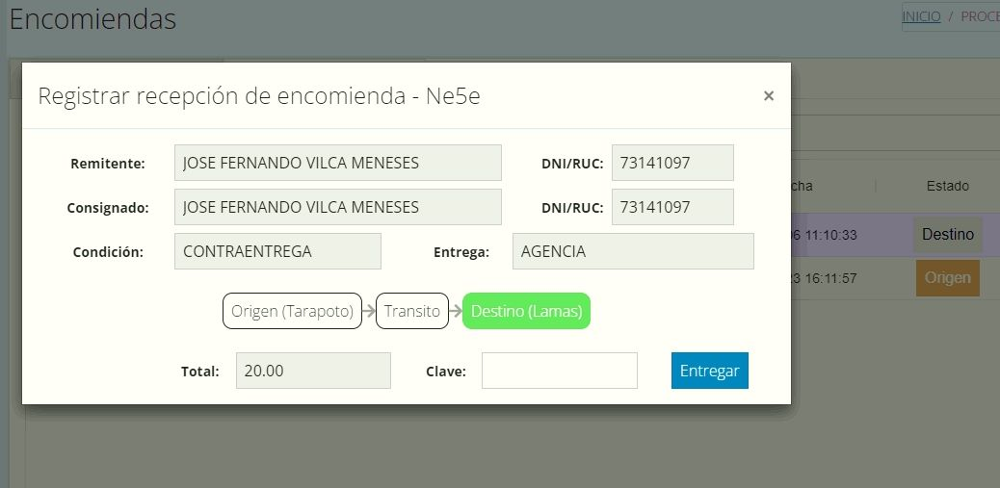 Encomiendas
INICIO / PROCE
Registrar recepción de encomienda - Ne5e
×
Remitente: JOSE FERNANDO VILCA MENESES DNI/RUC: 73141097
Consignado: JOSE FERNANDO VILCA MENESES DNI/RUC: 73141097
Condición: CONTRAENTREGA Entrega: AGENCIA
Origen (Tarapoto) Transito Destino (Lamas)
Total: 20.00 Clave: Entregar
cha Estado
06 11:10:33 Destino
23 16:11:57 Origen